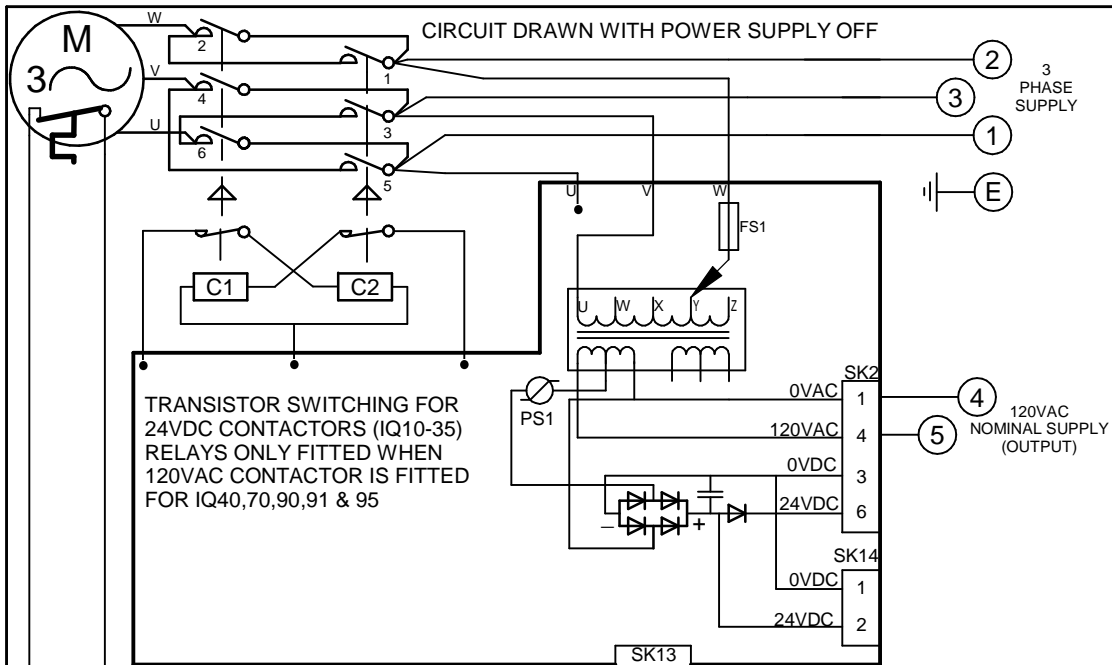 CIRCUIT DRAWN WITH POWER SUPPLY OFF
M
3
W
V
U
2
4
6
1
3
5
2
3
1
E
3
PHASE
SUPPLY
U
V
W
FS1
C1
C2
U W X Y Z
PS1
TRANSISTOR SWITCHING FOR
24VDC CONTACTORS (IQ10-35)
RELAYS ONLY FITTED WHEN
120VAC CONTACTOR IS FITTED
FOR IQ40,70,90,91 & 95
SK2
0VAC 1
120VAC 4
0VDC 3
24VDC 6
4
5
120VAC
NOMINAL SUPPLY
(OUTPUT)
– +
SK14
0VDC 1
24VDC 2
SK13